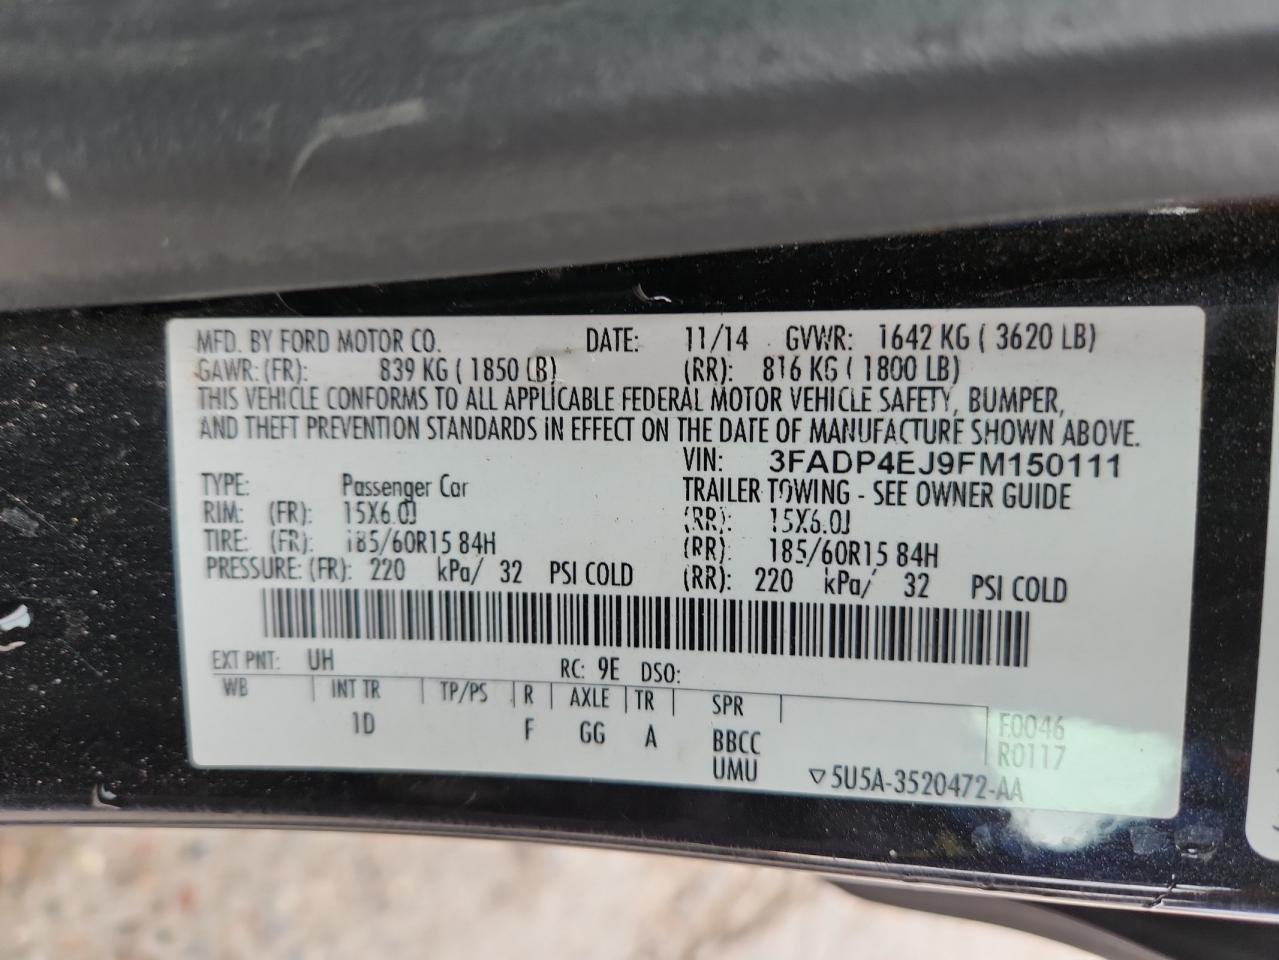 MFD. BY FORD MOTOR CO. DATE: 11/14 GVWR: 1642 KG ( 3620 LB)
GAWR: (FR): 839 KG ( 1850 LB) (RR): 816 KG ( 1800 LB)
THIS VEHICLE CONFORMS TO ALL APPLICABLE FEDERAL MOTOR VEHICLE SAFETY, BUMPER,
AND THEFT PREVENTION STANDARDS IN EFFECT ON THE DATE OF MANUFACTURE SHOWN ABOVE.
VIN: 3FADP4EJ9FM150111
TYPE: Passenger Car TRAILER TOWING - SEE OWNER GUIDE
RIM: (FR): 15X6.0J (RR): 15X6.0J
TIRE: (FR): 185/60R15 84H (RR): 185/60R15 84H
PRESSURE: (FR): 220 kPa/ 32 PSI COLD (RR): 220 kPa/ 32 PSI COLD
EXT PNT: UH RC: 9E DSO:
WB INT TR TP/PS R AXLE TR SPR
1D F GG A BBCC F0046
UMU R0117
▽5U5A-3520472-AA